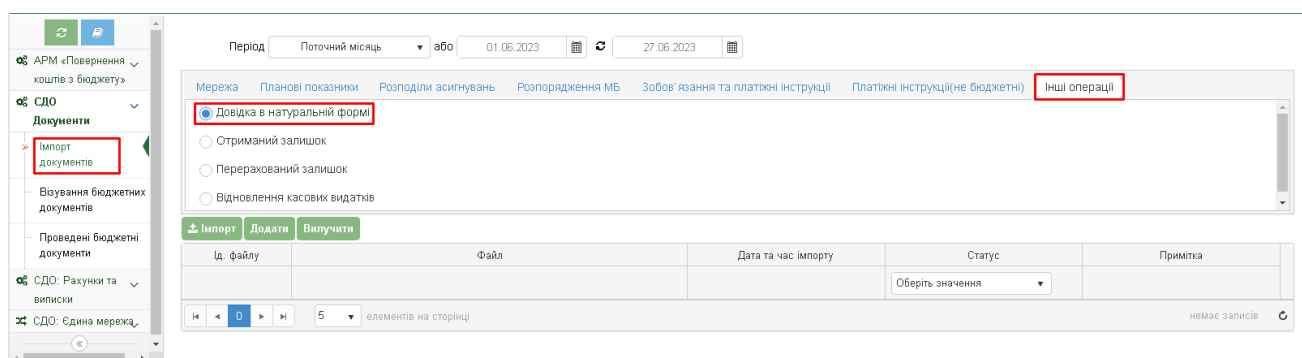 АРМ «Повернення
коштів з бюджету»
СДО
Документи
Імпорт
документів
Візування бюджетних
документів
Проведені бюджетні
документи
СДО: Рахунки та
виписки
СДО: Єдина мережа
Період Поточний місяць або 01.06.2023 27.06.2023
Мережа Планові показники Розподіли асигнувань Розпорядження МБ Зобов`язання та платіжні інструкції Платіжні інструкції(не бюджетні) Інші операції
Довідка в натуральній формі
Отриманий залишок
Перерахований залишок
Відновлення касових видатків
Імпорт Додати Вилучити
Ід. файлу Файл Дата та час імпорту Статус Примітка
Оберіть значення
0 5 елементів на сторінці немає записів